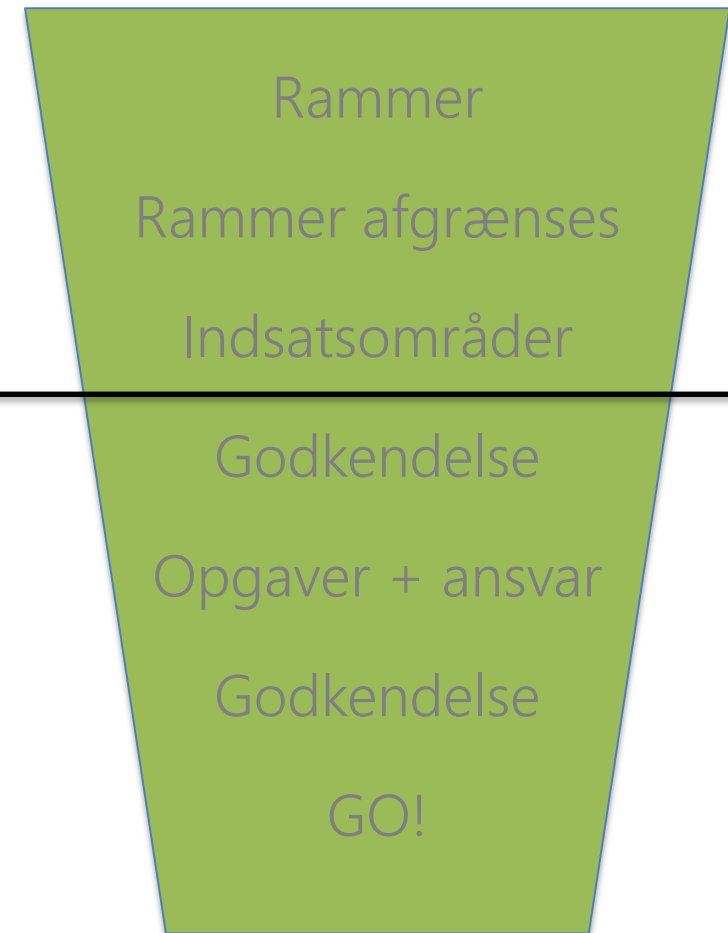 Rammer
Rammer afgrænses
Indsatsområder
Godkendelse
Opgaver + ansvar
Godkendelse
GO!